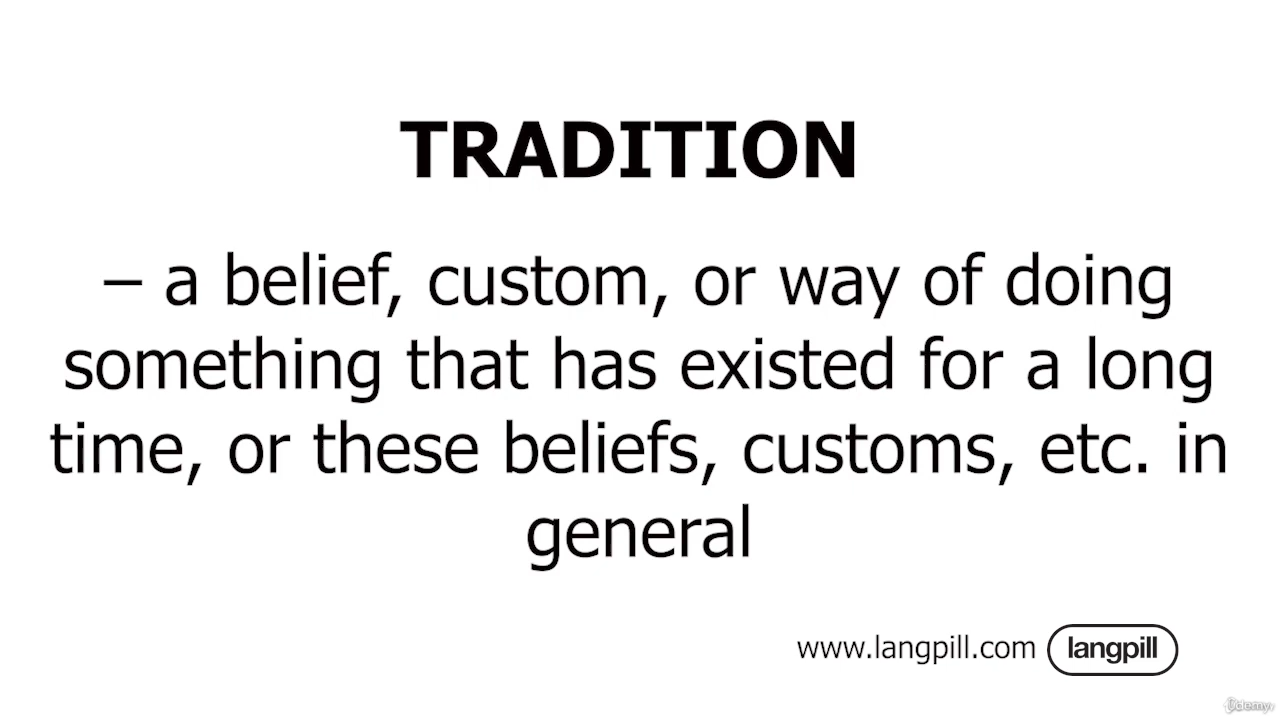 TRADITION
– a belief, custom, or way of doing
something that has existed for a long
time, or these beliefs, customs, etc. in
general
www.langpill.com langpill
Udemy